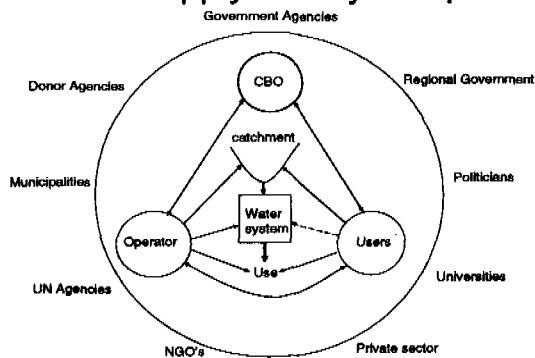 Government Agencies
Donor Agencies
CBO
Regional Government
catchment
Municipalities
Politicians
Water
system
Operator
Users
Use
UN Agencies
Universities
NGO's
Private sector